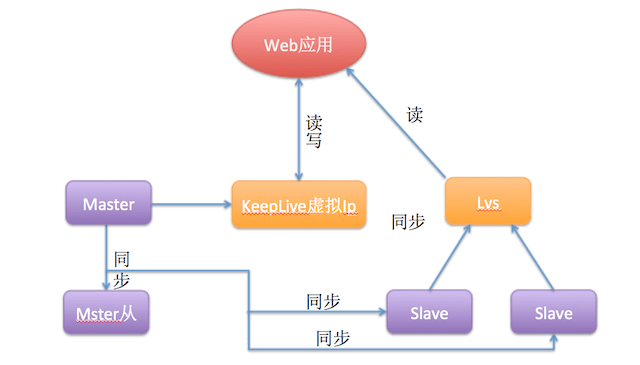 Web应用
读
写
读
Master
KeepLive虚拟Ip
Lvs
同步
同
步
Mster从
同步
Slave
Slave
同步